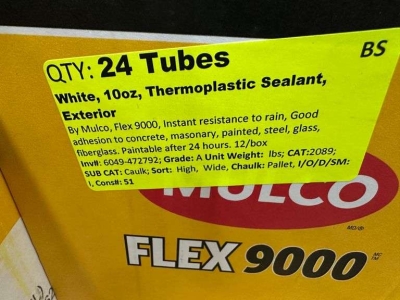 QTY: 24 Tubes
BS
White, 10oz, Thermoplastic Sealant,
Exterior
By Mulco, Flex 9000, Instant resistance to rain, Good
adhesion to concrete, masonary, painted, steel, glass,
fiberglass. Paintable after 24 hours. 12/box
Inv#: 6049-472792; Grade: A Unit Weight: lbs; CAT:2089;
SUB CAT: Caulk; Sort: High, Wide, Chaulk: Pallet, I/O/D/SM:
I, Cons#: 51
MULCO
FLEX 9000